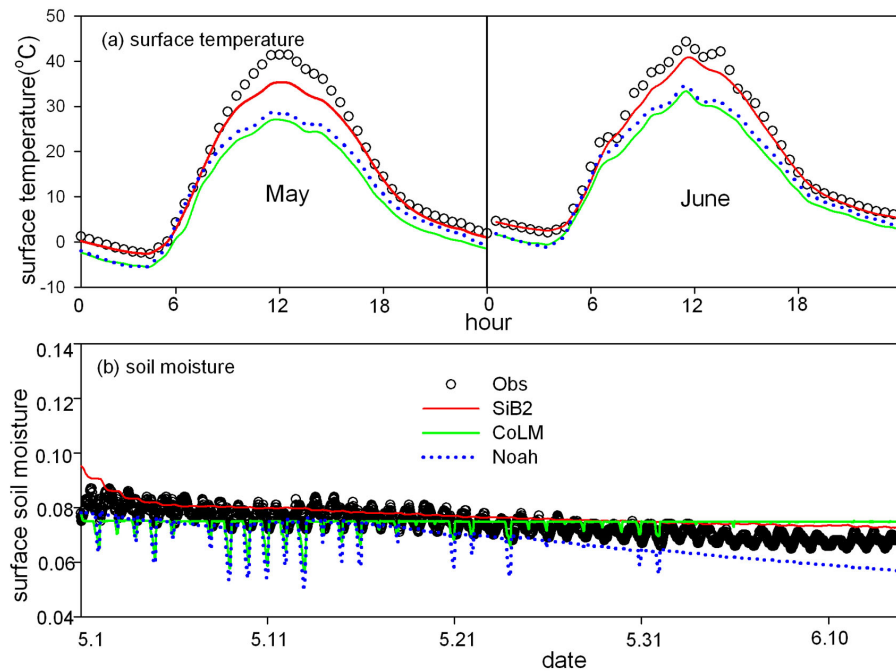 50
(a) surface temperature
40
30
20
10
0
-10
surface temperature(°C)
May
June
0
6
12
18
0
6
12
18
hour
0.14
(b) soil moisture
0.12
0.10
0.08
0.06
0.04
surface soil moisture
Obs
SiB2
CoLM
Noah
5.1
5.11
5.21
5.31
6.10
date